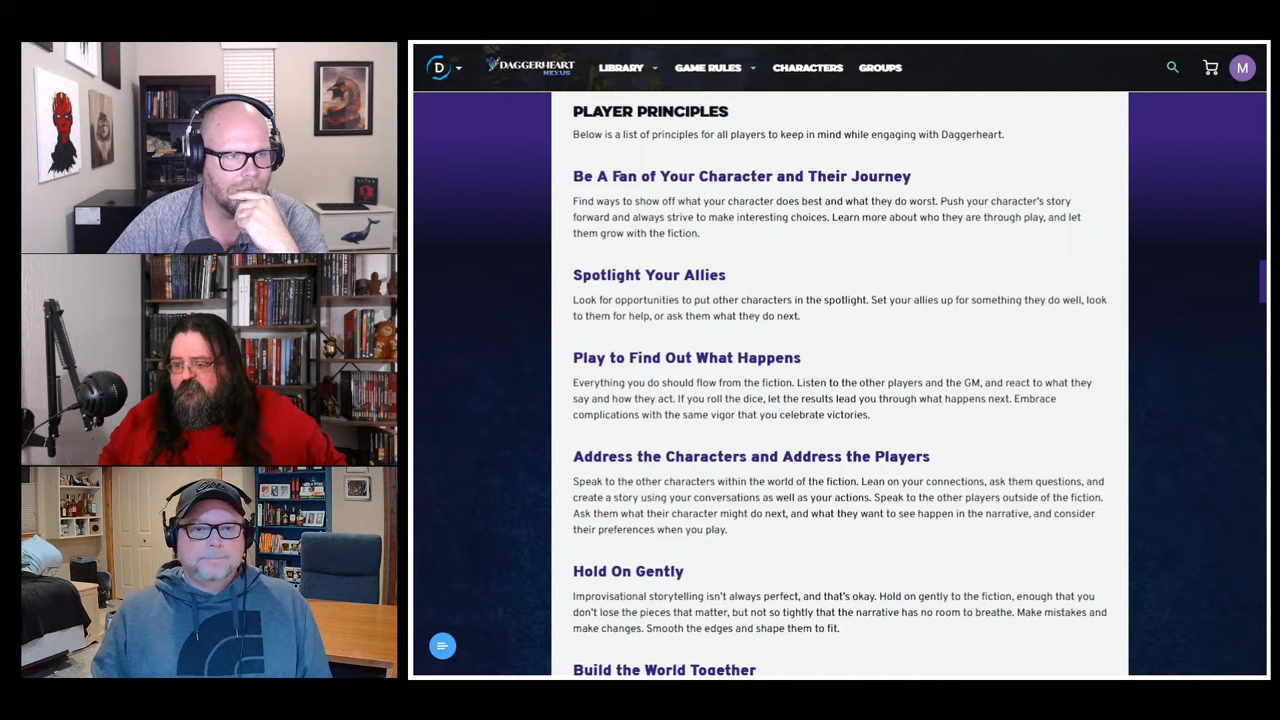 D
DAGGERHEART
NEXUS
LIBRARY
GAME RULES
CHARACTERS
GROUPS
M
PLAYER PRINCIPLES
Below is a list of principles for all players to keep in mind while engaging with Daggerheart.
Be A Fan of Your Character and Their Journey
Find ways to show off what your character does best and what they do worst. Push your character's story
forward and always strive to make interesting choices. Learn more about who they are through play, and let
them grow with the fiction.
Spotlight Your Allies
Look for opportunities to put other characters in the spotlight. Set your allies up for something they do well, look
to them for help, or ask them what they do next.
Play to Find Out What Happens
Everything you do should flow from the fiction. Listen to the other players and the GM, and react to what they
say and how they act. If you roll the dice, let the results lead you through what happens next. Embrace
complications with the same vigor that you celebrate victories.
Address the Characters and Address the Players
Speak to the other characters within the world of the fiction. Lean on your connections, ask them questions, and
create a story using your conversations as well as your actions. Speak to the other players outside of the fiction.
Ask them what their character might do next, and what they want to see happen in the narrative, and consider
their preferences when you play.
Hold On Gently
Improvisational storytelling isn't always perfect, and that's okay. Hold on gently to the fiction, enough that you
don't lose the pieces that matter, but not so tightly that the narrative has no room to breathe. Make mistakes and
make changes. Smooth the edges and shape them to fit.
Build the World Together